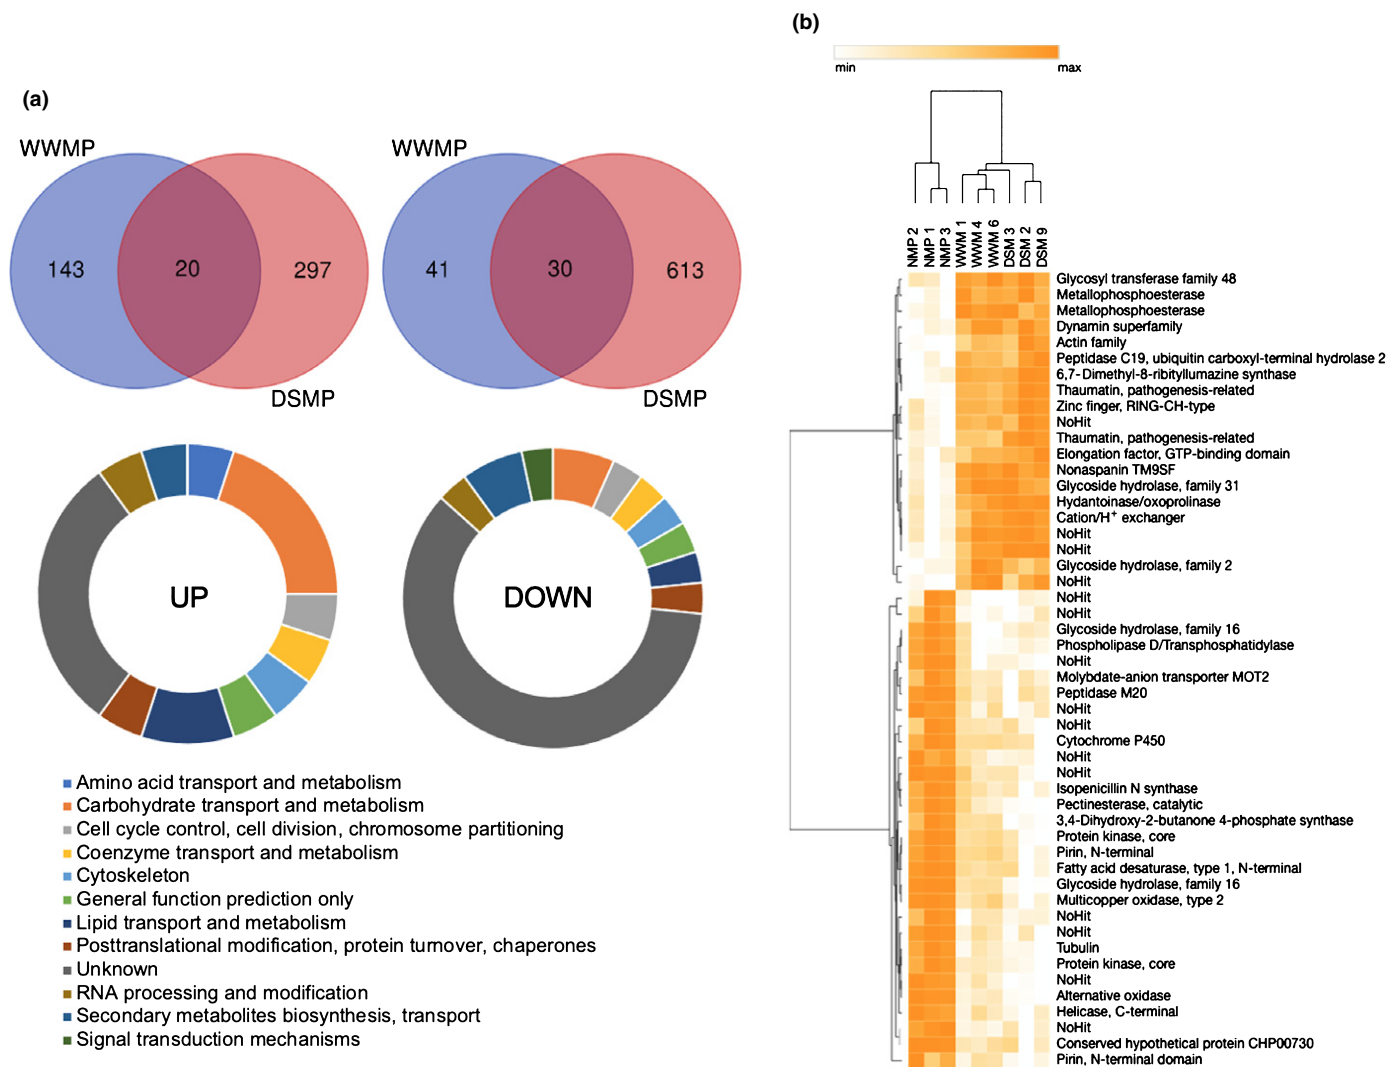 (a)
WWMP
143
20
297
DSMP
WWMP
41
30
613
DSMP
UP
DOWN
Amino acid transport and metabolism
Carbohydrate transport and metabolism
Cell cycle control, cell division, chromosome partitioning
Coenzyme transport and metabolism
Cytoskeleton
General function prediction only
Lipid transport and metabolism
Posttranslational modification, protein turnover, chaperones
Unknown
RNA processing and modification
Secondary metabolites biosynthesis, transport
Signal transduction mechanisms
(b)
min
max
NMP 2
NMP 1
NMP 3
WWM 1
WWM 4
WWM 6
DSM 3
DSM 2
DSM 9
Glycosyl transferase family 48
Metallophosphoesterase
Metallophosphoesterase
Dynamin superfamily
Actin family
Peptidase C19, ubiquitin carboxyl-terminal hydrolase 2
6,7-Dimethyl-8-ribityllumazine synthase
Thaumatin, pathogenesis-related
Zinc finger, RING-CH-type
NoHit
Thaumatin, pathogenesis-related
Elongation factor, GTP-binding domain
Nonaspanin TM9SF
Glycoside hydrolase, family 31
Hydantoinase/oxoprolinase
Cation/H⁺ exchanger
NoHit
NoHit
Glycoside hydrolase, family 2
NoHit
NoHit
NoHit
Glycoside hydrolase, family 16
Phospholipase D/Transphosphatidylase
NoHit
Molybdate-anion transporter MOT2
Peptidase M20
NoHit
NoHit
Cytochrome P450
NoHit
NoHit
Isopenicillin N synthase
Pectinesterase, catalytic
3,4-Dihydroxy-2-butanone 4-phosphate synthase
Protein kinase, core
Pirin, N-terminal
Fatty acid desaturase, type 1, N-terminal
Glycoside hydrolase, family 16
Multicopper oxidase, type 2
NoHit
NoHit
Tubulin
Protein kinase, core
NoHit
Alternative oxidase
Helicase, C-terminal
NoHit
Conserved hypothetical protein CHP00730
Pirin, N-terminal domain